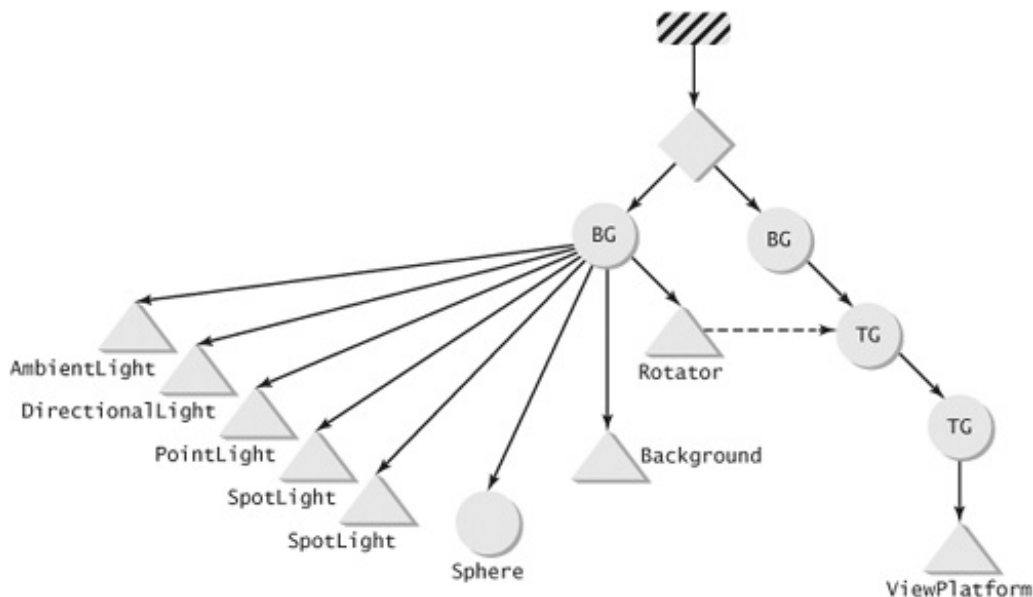 BG
BG
TG
Rotator
AmbientLight
DirectionalLight
TG
PointLight
Background
SpotLight
SpotLight
Sphere
ViewPlatform